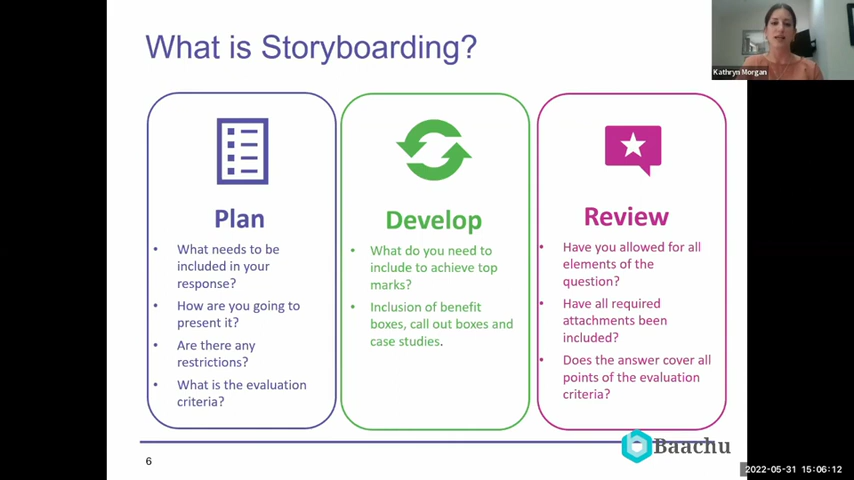 What is Storyboarding?
Kathryn Morgan
Plan
• What needs to be
included in your
response?
• How are you going to
present it?
• Are there any
restrictions?
• What is the evaluation
criteria?
Develop
• What do you need to
include to achieve top
marks?
• Inclusion of benefit
boxes, call out boxes and
case studies.
Review
• Have you allowed for all
elements of the
question?
• Have all required
attachments been
included?
• Does the answer cover all
points of the evaluation
criteria?
Baachu
6
2022-05-31 15:06:12